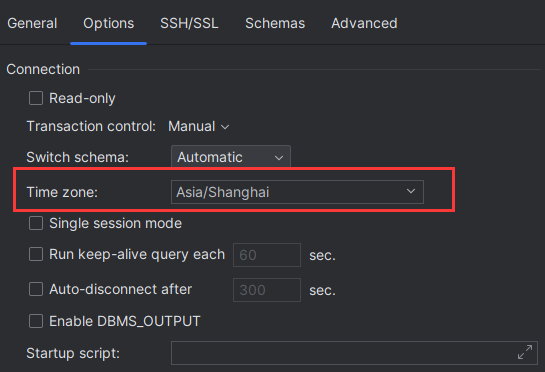 General Options SSH/SSL Schemas Advanced
Connection
Read-only
Transaction control: Manual
Switch schema: Automatic
Time zone: Asia/Shanghai
Single session mode
Run keep-alive query each 60 sec.
Auto-disconnect after 300 sec.
Enable DBMS_OUTPUT
Startup script: